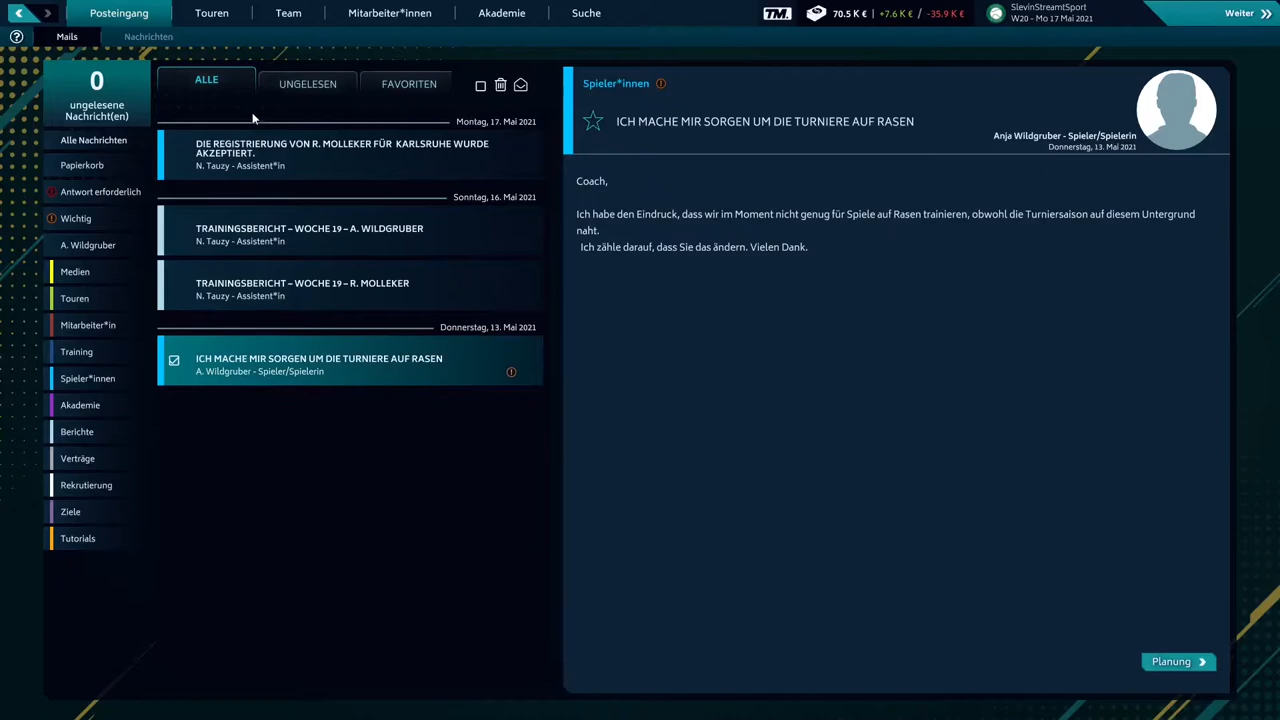 Posteingang
Touren
Team
Mitarbeiter*innen
Akademie
Suche
TM.
70.5 K €
+7.6 K €
/
-35.9 K €
SlevinStreamtSport
W20 - Mo 17 Mai 2021
Weiter
?
Mails
Nachrichten
0
ungelesene
Nachricht(en)
Alle Nachrichten
Papierkorb
Antwort erforderlich
Wichtig
A. Wildgruber
Medien
Touren
Mitarbeiter*in
Training
Spieler*innen
Akademie
Berichte
Verträge
Rekrutierung
Ziele
Tutorials
ALLE
UNGELESEN
FAVORITEN
Montag, 17. Mai 2021
DIE REGISTRIERUNG VON R. MOLLEKER FÜR KARLSRUHE WURDE
AKZEPTIERT.
N. Tauzy - Assistent*in
Sonntag, 16. Mai 2021
TRAININGSBERICHT – WOCHE 19 – A. WILDGRUBER
N. Tauzy - Assistent*in
TRAININGSBERICHT – WOCHE 19 – R. MOLLEKER
N. Tauzy - Assistent*in
Donnerstag, 13. Mai 2021
ICH MACHE MIR SORGEN UM DIE TURNIERE AUF RASEN
A. Wildgruber - Spieler/Spielerin
Spieler*innen
ICH MACHE MIR SORGEN UM DIE TURNIERE AUF RASEN
Anja Wildgruber - Spieler/Spielerin
Donnerstag, 13. Mai 2021
Coach,
Ich habe den Eindruck, dass wir im Moment nicht genug für Spiele auf Rasen trainieren, obwohl die Turniersaison auf diesem Untergrund
naht.
Ich zähle darauf, dass Sie das ändern. Vielen Dank.
Planung